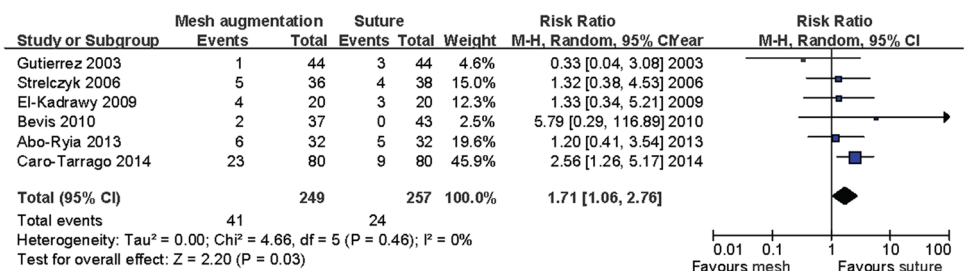 Mesh augmentation Suture Risk Ratio Risk Ratio
Study or Subgroup Events Total Events Total Weight M-H, Random, 95% CI Year M-H, Random, 95% CI
Gutierrez 2003 1 44 3 44 4.6% 0.33 [0.04, 3.08] 2003
Strelczyk 2006 5 36 4 38 15.0% 1.32 [0.38, 4.53] 2006
El-Kadrawy 2009 4 20 3 20 12.3% 1.33 [0.34, 5.21] 2009
Bevis 2010 2 37 0 43 2.5% 5.79 [0.29, 116.89] 2010
Abo-Ryia 2013 6 32 5 32 19.6% 1.20 [0.41, 3.54] 2013
Caro-Tarrago 2014 23 80 9 80 45.9% 2.56 [1.26, 5.17] 2014
Total (95% CI) 249 257 100.0% 1.71 [1.06, 2.76]
Total events 41 24
Heterogeneity: Tau² = 0.00; Chi² = 4.66, df = 5 (P = 0.46); I² = 0%
Test for overall effect: Z = 2.20 (P = 0.03)
0.01 0.1 1 10 100
Favours mesh Favours suture